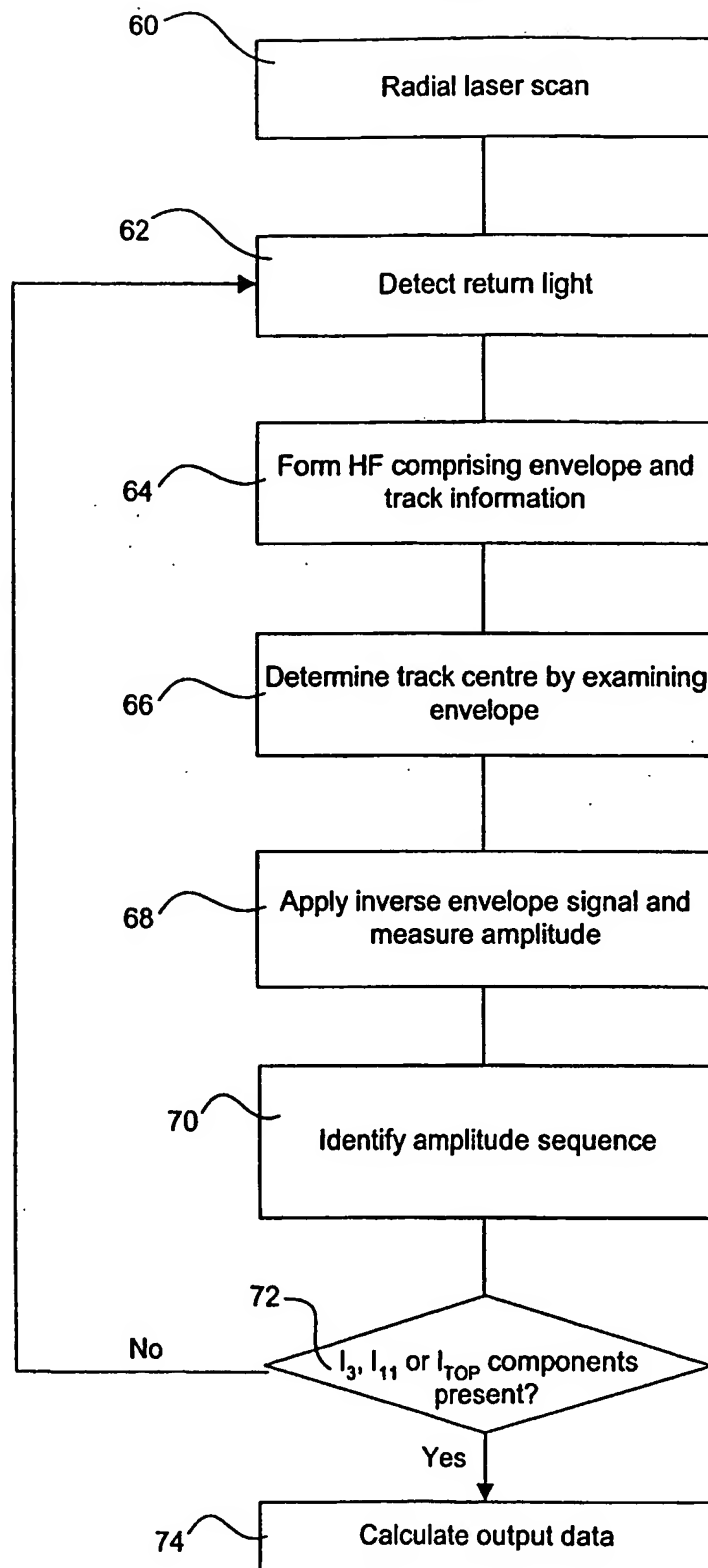 60
Radial laser scan
62
Detect return light
64
Form HF comprising envelope and
track information
66
Determine track centre by examining
envelope
68
Apply inverse envelope signal and
measure amplitude
70
Identify amplitude sequence
72
No
I₃, I₁₁ or I_TOP components
present?
Yes
74
Calculate output data